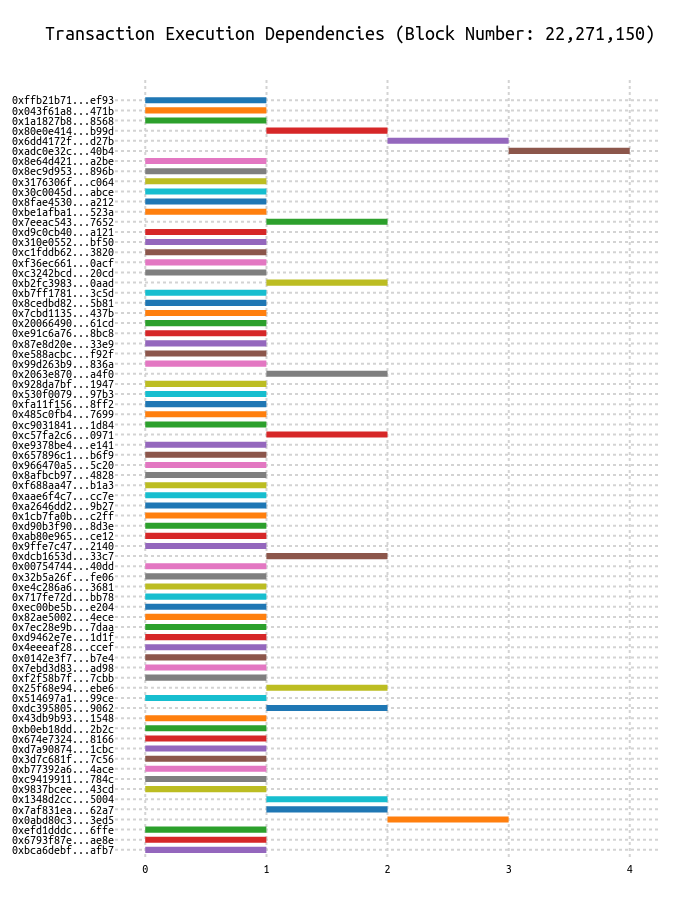 Transaction Execution Dependencies (Block Number: 22,271,150)
0xffb21b71...ef93
0x043f61a8...471b
0x1a1827b8...8568
0x80e0e414...b99d
0x6dd4172f...d27b
0xadc0e32c...40b4
0x8e64d421...a2be
0x8ec9d953...896b
0x3176306f...c064
0x30c0045d...abce
0x8fae4530...a212
0xbe1afba1...523a
0x7eeac543...7652
0xd9c0cb40...a121
0x310e0552...bf50
0xc1fddb62...3820
0xf36ec661...0acf
0xc3242bcd...20cd
0xb2fc3983...0aad
0xb7ff1781...3c5d
0x8cedbd82...5b81
0x7cbd1135...437b
0x20066490...61cd
0xe91c6a76...8bc8
0x87e8d20e...33e9
0xe588acbc...f92f
0x99d263b9...836a
0x2063e870...a4f0
0x928da7bf...1947
0x530f0079...97b3
0xfa11f156...8ff2
0x485c0fb4...7699
0xc9031841...1d84
0xc57fa2c6...0971
0xe9378be4...e141
0x657896c1...b6f9
0x966470a5...5c20
0x8afbcb97...4828
0xf688aa47...b1a3
0xaae6f4c7...cc7e
0xa2646dd2...9b27
0x1cb7fa0b...c2ff
0xd90b3f90...8d3e
0xab80e965...ce12
0x9ffe7c47...2140
0xdcb1653d...33c7
0x00754744...40dd
0x32b5a26f...fe06
0xe4c286a6...3681
0x717fe72d...bb78
0xec00be5b...e204
0x82ae5002...4ece
0x7ec28e9b...7daa
0xd9462e7e...1d1f
0x4eeeaf28...ccef
0x0142e3f7...b7e4
0x7ebd3d83...ad98
0xf2f58b7f...7cbb
0x25f68e94...ebe6
0x514697a1...99ce
0xdc395805...9062
0x43db9b93...1548
0xb0eb18dd...2b2c
0x674e7324...8166
0xd7a90874...1cbc
0x3d7c681f...7c56
0xb77392a6...4ace
0xc9419911...784c
0x9837bcee...43cd
0x1348d2cc...5004
0x7af831ea...62a7
0x0abd80c3...3ed5
0xefd1dddc...6ffe
0x6793f87e...ae8e
0xbca6debf...afb7
0 1 2 3 4